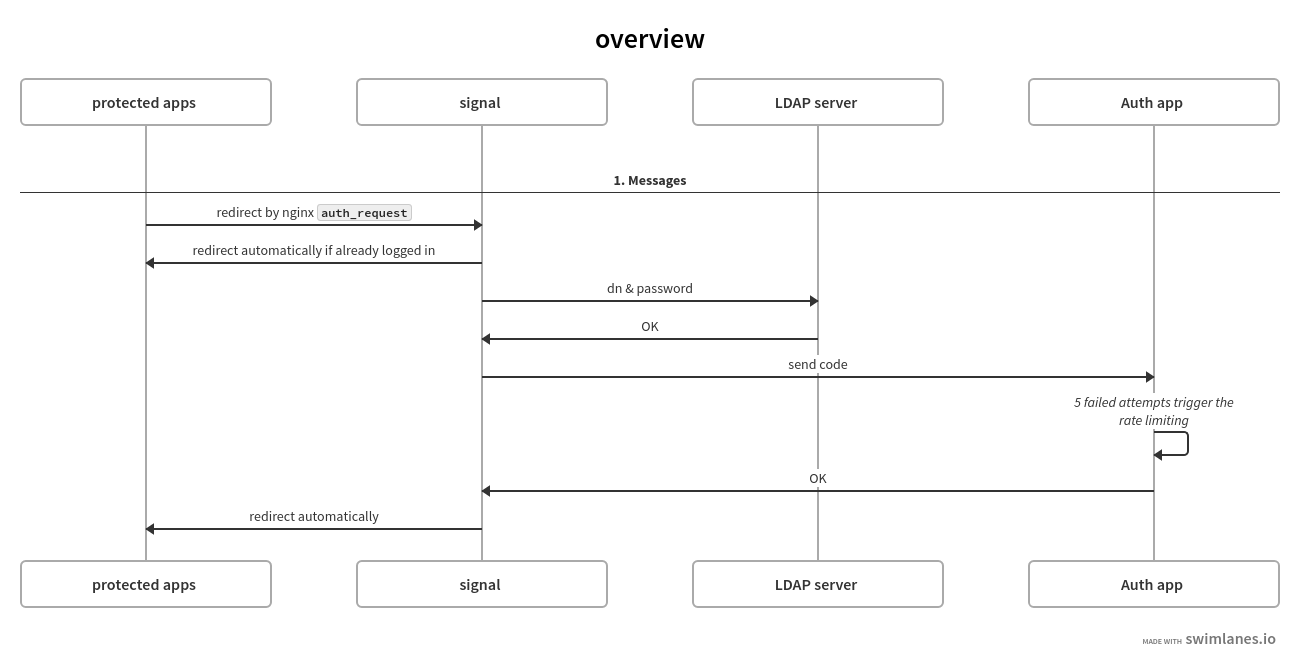 overview
protected apps
signal
LDAP server
Auth app
1. Messages
redirect by nginx auth_request
redirect automatically if already logged in
dn & password
OK
send code
5 failed attempts trigger the
rate limiting
OK
redirect automatically
protected apps
signal
LDAP server
Auth app
MADE WITH swimlanes.io